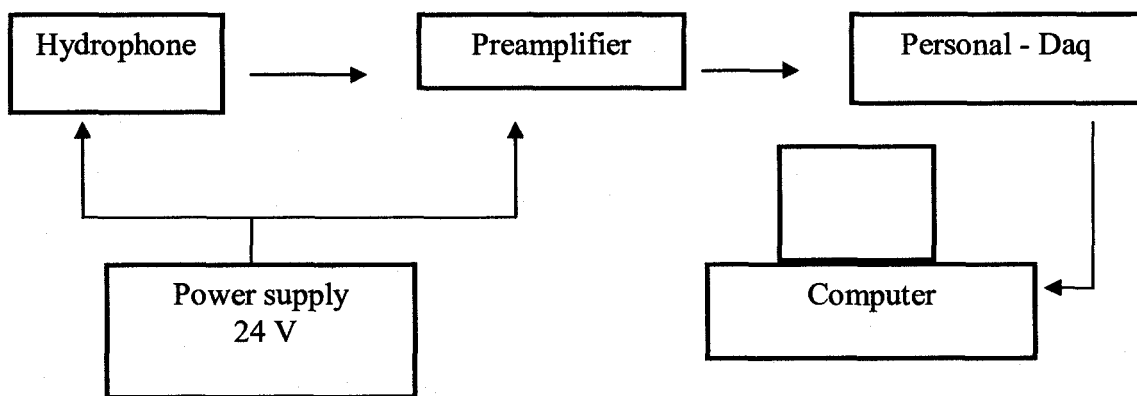 Hydrophone
Preamplifier
Personal - Daq
Power supply
24 V
Computer